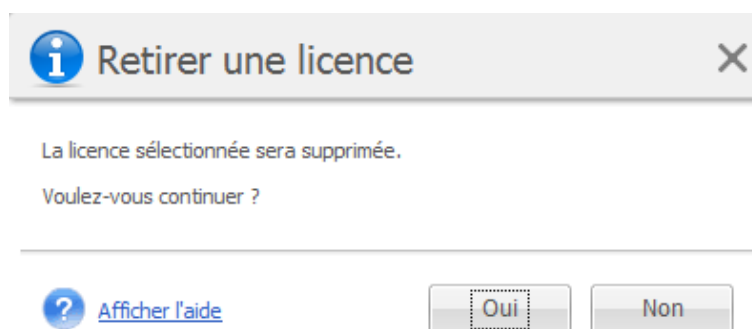 Retirer une licence
La licence sélectionnée sera supprimée.
Voulez-vous continuer ?
Afficher l'aide
Oui
Non